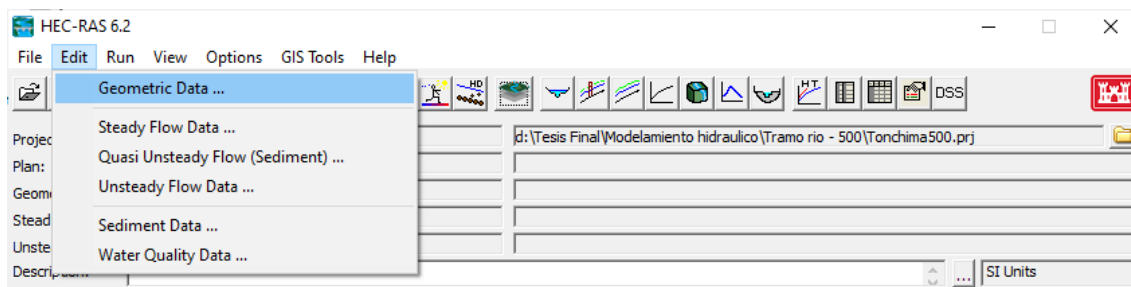 HEC-RAS 6.2
File Edit Run View Options GIS Tools Help
Geometric Data ...
HD
HT
DSS
Steady Flow Data ...
Projec
d:\Tesis Final\Modelamiento hidraulico\Tramo rio - 500\Tonchima500.prj
Quasi Unsteady Flow (Sediment) ...
Plan:
Unsteady Flow Data ...
Geom
Sediment Data ...
Stead
Water Quality Data ...
Unste
... SI Units